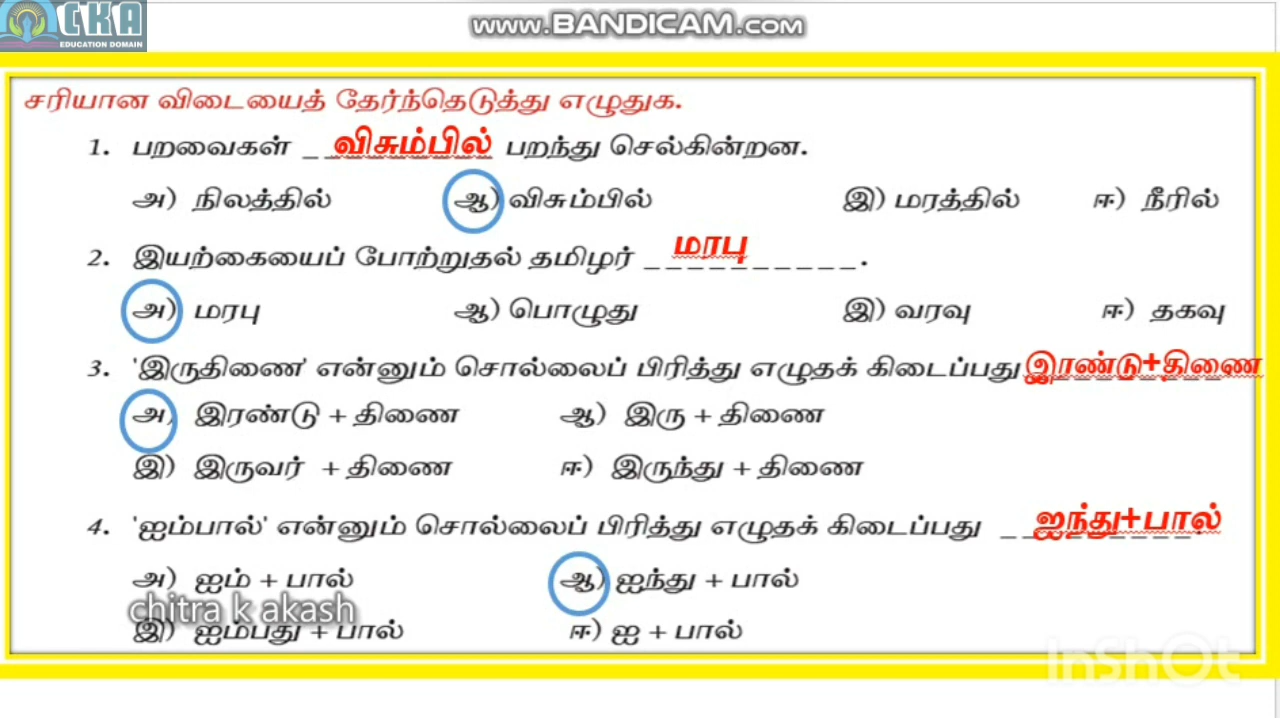 CKA
EDUCATION DOMAIN
www.BANDICAM.com
சரியான விடையைத் தேர்ந்தெடுத்து எழுதுக.
1. பறவைகள் _ விசும்பில் பறந்து செல்கின்றன.
அ) நிலத்தில் ஆ) விசும்பில் இ) மரத்தில் ஈ) நீரில்
2. இயற்கையைப் போற்றுதல் தமிழர் _ மரபு _ _ _ _ _.
அ) மரபு ஆ) பொழுது இ) வரவு ஈ) தகவு
3. 'இருதிணை' என்னும் சொல்லைப் பிரித்து எழுதக் கிடைப்பது இரண்டு+திணை
அ) இரண்டு + திணை ஆ) இரு + திணை
இ) இருவர் + திணை ஈ) இருந்து + திணை
4. 'ஐம்பால்' என்னும் சொல்லைப் பிரித்து எழுதக் கிடைப்பது _ ஐந்து+பால்
அ) ஐம் + பால் ஆ) ஐந்து + பால்
chitra k akash
இ) ஐம்பது + பால் ஈ) ஐ + பால்
InShOt